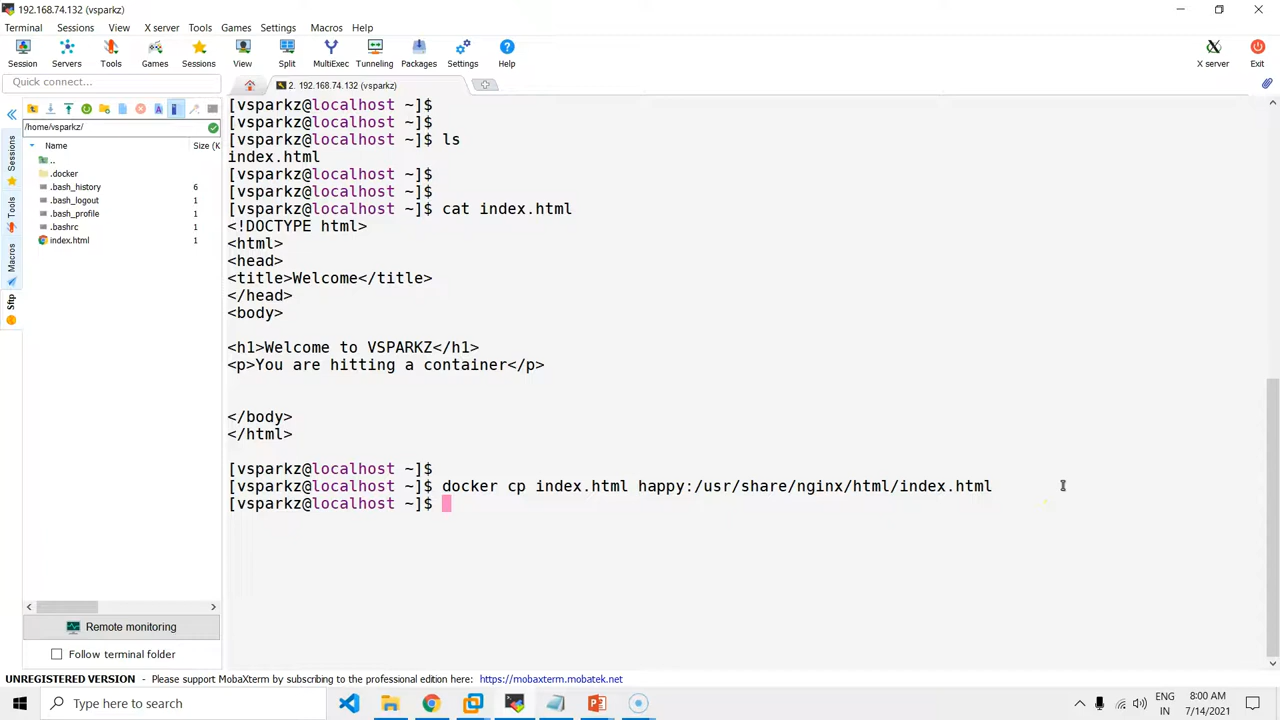 192.168.74.132 (vsparkz)
Terminal Sessions View X server Tools Games Settings Macros Help
Session Servers Tools Games Sessions View Split MultiExec Tunneling Packages Settings Help X server Exit
Quick connect...
2. 192.168.74.132 (vsparkz)
/home/vsparkz/
Name Size (K
..
.docker
.bash_history 6
.bash_logout 1
.bash_profile 1
.bashrc 1
index.html 1
Sessions
Tools
Macros
Sftp
[vsparkz@localhost ~]$
[vsparkz@localhost ~]$
[vsparkz@localhost ~]$ ls
index.html
[vsparkz@localhost ~]$
[vsparkz@localhost ~]$
[vsparkz@localhost ~]$ cat index.html
<!DOCTYPE html>
<html>
<head>
<title>Welcome</title>
</head>
<body>
<h1>Welcome to VSPARKZ</h1>
<p>You are hitting a container</p>
</body>
</html>
[vsparkz@localhost ~]$
[vsparkz@localhost ~]$ docker cp index.html happy:/usr/share/nginx/html/index.html
[vsparkz@localhost ~]$
Remote monitoring
Follow terminal folder
UNREGISTERED VERSION - Please support MobaXterm by subscribing to the professional edition here: https://mobaxterm.mobatek.net
Type here to search
ENG
IN
8:00 AM
7/14/2021